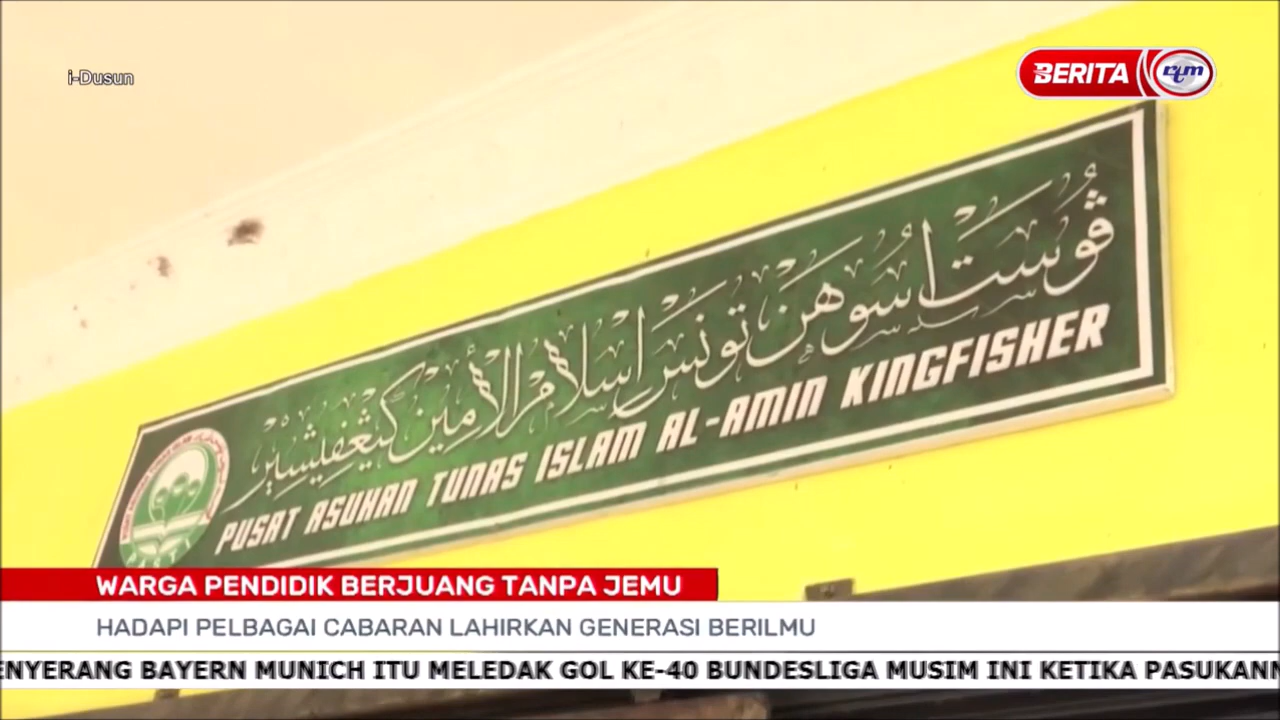 i-Dusun
BERITA rtm
ڤوست اسوهن تونس إسلام الأمين کيڠفيشير
PUSAT ASUHAN TUNAS ISLAM AL-AMIN KINGFISHER
WARGA PENDIDIK BERJUANG TANPA JEMU
HADAPI PELBAGAI CABARAN LAHIRKAN GENERASI BERILMU
ENYERANG BAYERN MUNICH ITU MELEDAK GOL KE-40 BUNDESLIGA MUSIM INI KETIKA PASUKANN